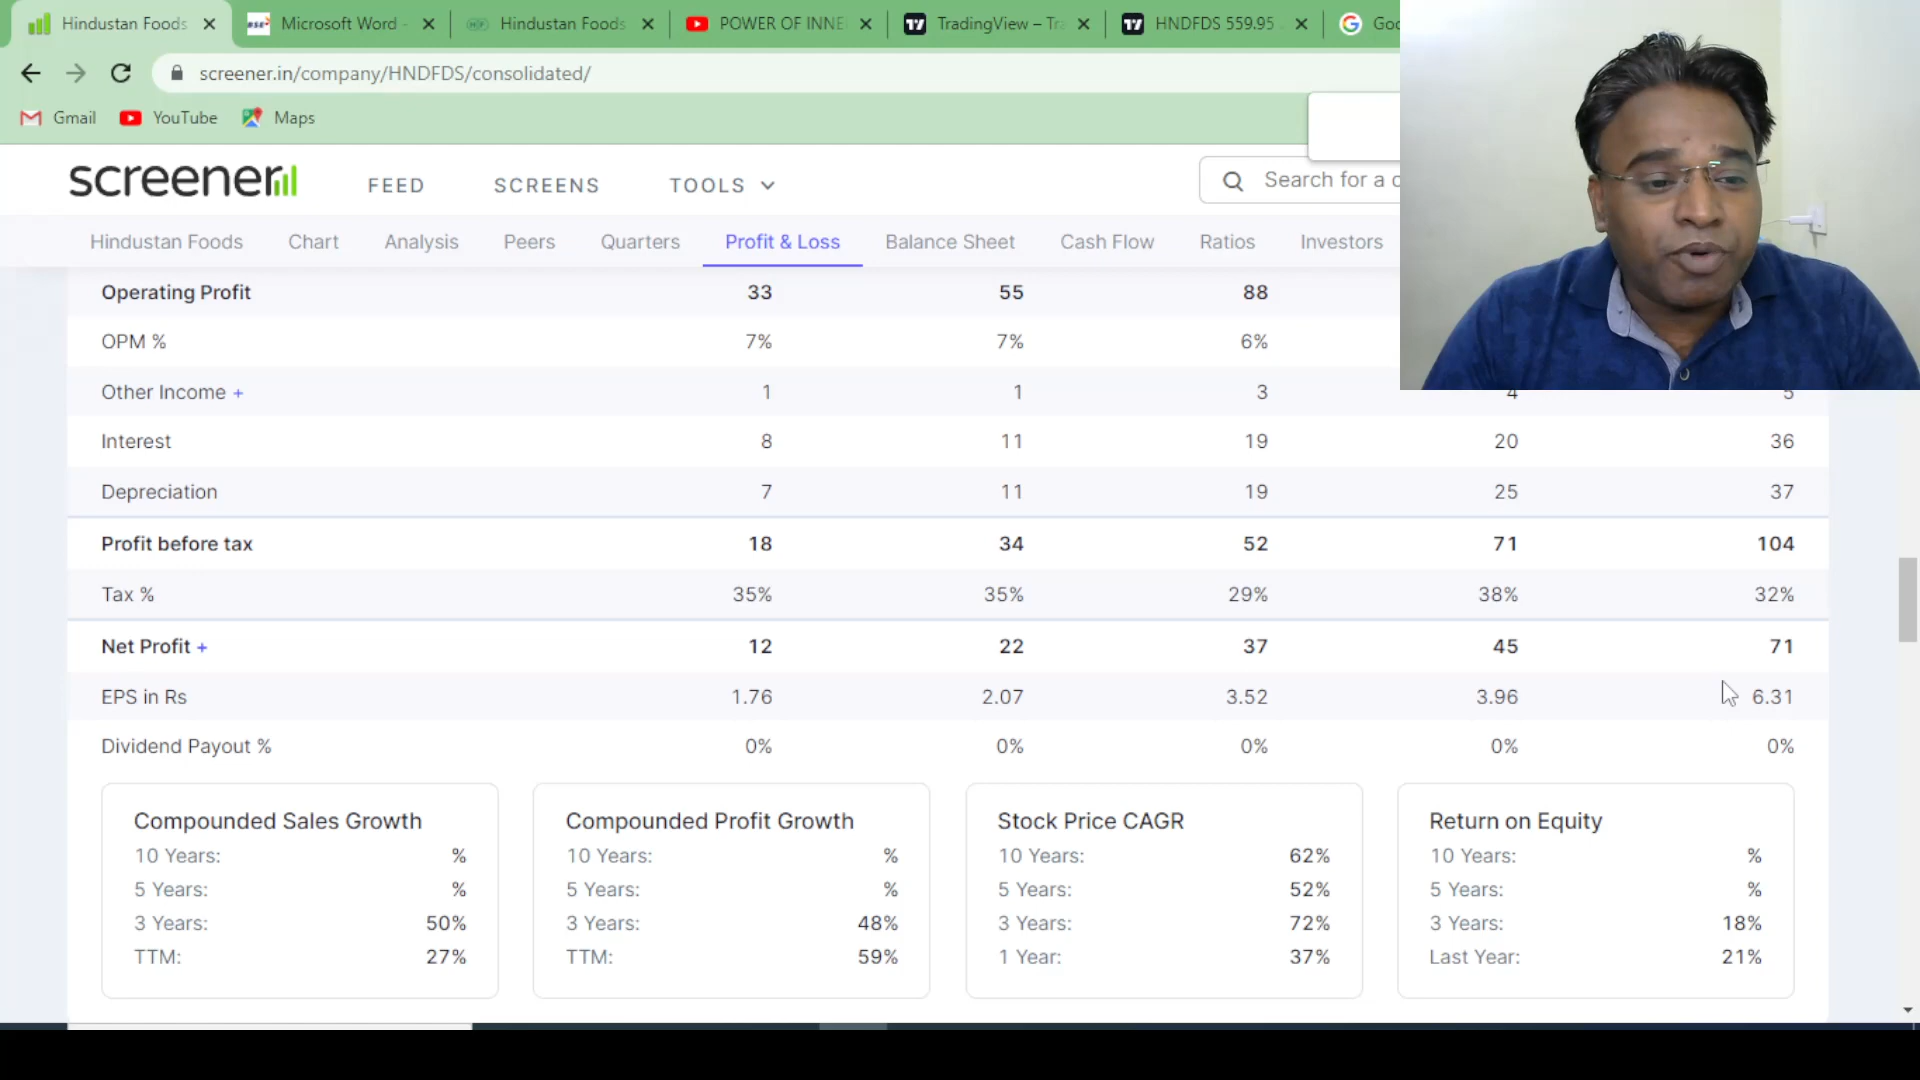 Hindustan Foods
Microsoft Word -
Hindustan Foods
POWER OF INNE
TradingView – Tra
HNDFDS 559.95
Goo
screener.in/company/HNDFDS/consolidated/
Gmail YouTube Maps
screener FEED SCREENS TOOLS
Search for a c
Hindustan Foods Chart Analysis Peers Quarters Profit & Loss Balance Sheet Cash Flow Ratios Investors
Operating Profit 33 55 88
OPM % 7% 7% 6%
Other Income + 1 1 3 4 5
Interest 8 11 19 20 36
Depreciation 7 11 19 25 37
Profit before tax 18 34 52 71 104
Tax % 35% 35% 29% 38% 32%
Net Profit + 12 22 37 45 71
EPS in Rs 1.76 2.07 3.52 3.96 6.31
Dividend Payout % 0% 0% 0% 0% 0%
Compounded Sales Growth
10 Years: %
5 Years: %
3 Years: 50%
TTM: 27%
Compounded Profit Growth
10 Years: %
5 Years: %
3 Years: 48%
TTM: 59%
Stock Price CAGR
10 Years: 62%
5 Years: 52%
3 Years: 72%
1 Year: 37%
Return on Equity
10 Years: %
5 Years: %
3 Years: 18%
Last Year: 21%